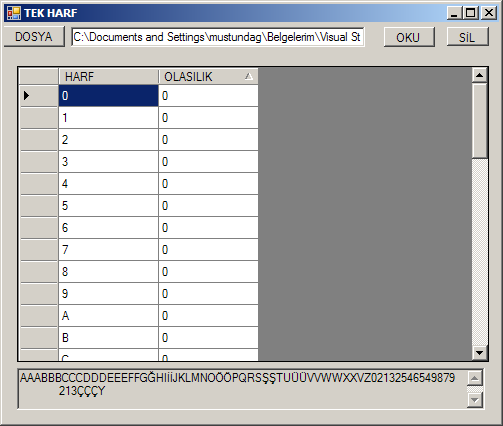 TEK HARF
DOSYA C:\Documents and Settings\mustundag\Belgelerim\Visual St OKU SİL
HARF OLASILIK
0 0
1 0
2 0
3 0
4 0
5 0
6 0
7 0
8 0
9 0
A 0
B 0
C 0
AAABBBCCCDDDEEEFFGĞHIİİJKLMNOÖÖPQRSŞŞTUÜÜVVWWXXVZ02132546549879
213ÇÇÇY